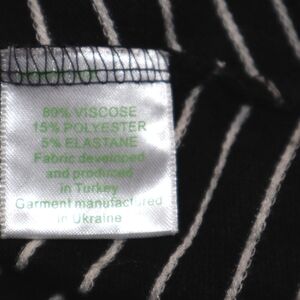 80% VISCOSE
15% POLYESTER
5% ELASTANE
Fabric developed
and produced
in Turkey
Garment manufactured
in Ukraine